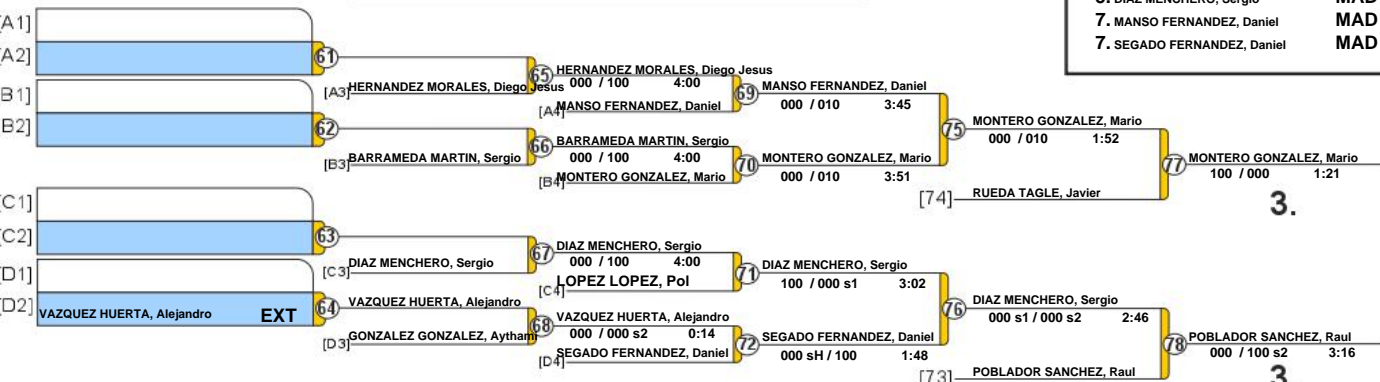 5. DIAZ MENCHERO, Sergio MAD
7. MANSO FERNANDEZ, Daniel MAD
7. SEGADO FERNANDEZ, Daniel MAD
[A1]
[A2]
61
[A3] HERNANDEZ MORALES, Diego Jesus
65
HERNANDEZ MORALES, Diego Jesus
000 / 100 4:00
[A4] MANSO FERNANDEZ, Daniel
69
MANSO FERNANDEZ, Daniel
000 / 010 3:45
[B1]
[B2]
62
[B3] BARRAMEDA MARTIN, Sergio
66
BARRAMEDA MARTIN, Sergio
000 / 100 4:00
[B4] MONTERO GONZALEZ, Mario
70
MONTERO GONZALEZ, Mario
000 / 010 3:51
75
MONTERO GONZALEZ, Mario
000 / 010 1:52
[74] RUEDA TAGLE, Javier
77
MONTERO GONZALEZ, Mario
100 / 000 1:21
3.
[C1]
[C2]
63
[C3] DIAZ MENCHERO, Sergio
67
DIAZ MENCHERO, Sergio
000 / 100 4:00
[C4] LOPEZ LOPEZ, Pol
71
DIAZ MENCHERO, Sergio
100 / 000 s1 3:02
[D1]
[D2] VAZQUEZ HUERTA, Alejandro EXT
64
VAZQUEZ HUERTA, Alejandro
[D3] GONZALEZ GONZALEZ, Aythami
68
VAZQUEZ HUERTA, Alejandro
000 / 000 s2 0:14
[D4] SEGADO FERNANDEZ, Daniel
72
SEGADO FERNANDEZ, Daniel
000 sH / 100 1:48
76
DIAZ MENCHERO, Sergio
000 s1 / 000 s2 2:46
[73] POBLADOR SANCHEZ, Raul
78
POBLADOR SANCHEZ, Raul
000 / 100 s2 3:16
3